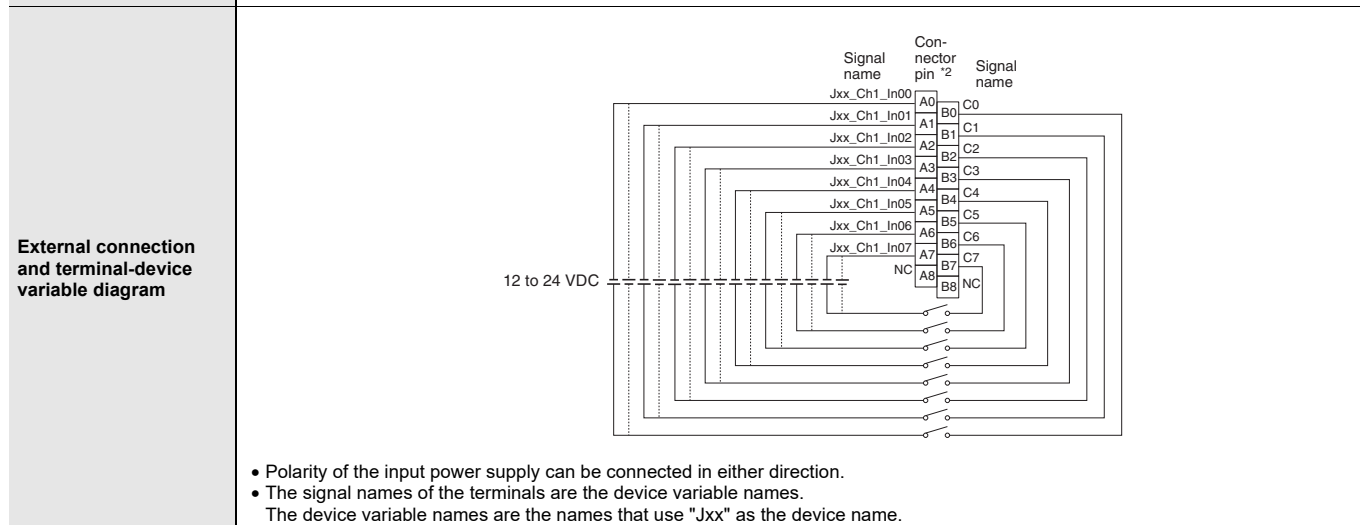 External connection
and terminal-device
variable diagram
Signal
name
Con-
nector
pin *2
Signal
name
Jxx_Ch1_In00 A0
B0 C0
Jxx_Ch1_In01 A1
B1 C1
Jxx_Ch1_In02 A2
B2 C2
Jxx_Ch1_In03 A3
B3 C3
Jxx_Ch1_In04 A4
B4 C4
Jxx_Ch1_In05 A5
B5 C5
Jxx_Ch1_In06 A6
B6 C6
Jxx_Ch1_In07 A7
B7 C7
NC A8
B8 NC
12 to 24 VDC
• Polarity of the input power supply can be connected in either direction.
• The signal names of the terminals are the device variable names.
The device variable names are the names that use "Jxx" as the device name.